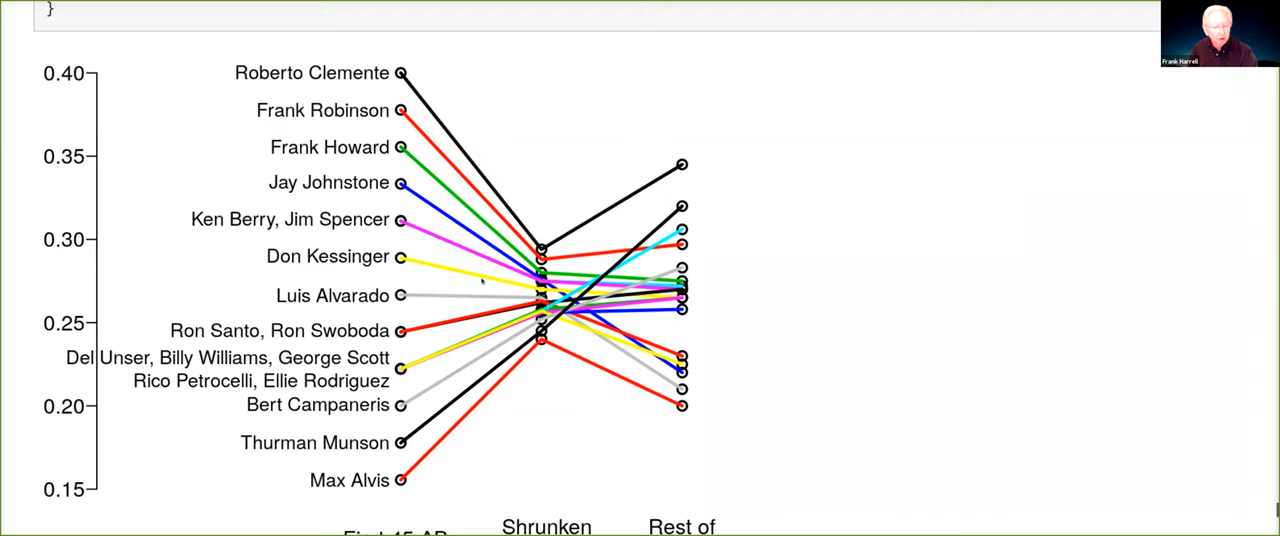 }
Frank Harrell
0.40
Roberto Clemente
Frank Robinson
0.35
Frank Howard
Jay Johnstone
Ken Berry, Jim Spencer
0.30
Don Kessinger
Luis Alvarado
0.25
Ron Santo, Ron Swoboda
Del Unser, Billy Williams, George Scott
Rico Petrocelli, Ellie Rodriguez
0.20
Bert Campaneris
Thurman Munson
Max Alvis
0.15
Shrunken
Rest of